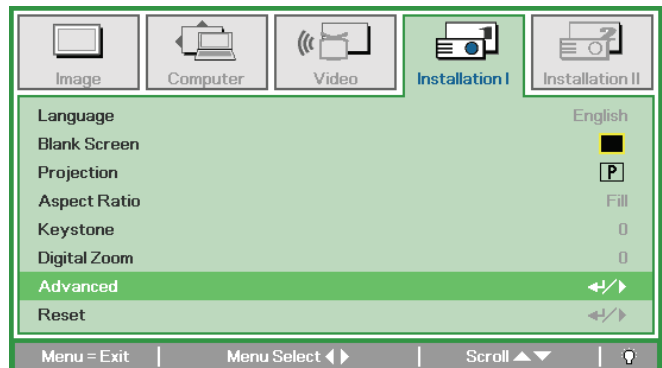 Image Computer Video Installation I Installation II
Language English
Blank Screen
Projection P
Aspect Ratio Fill
Keystone 0
Digital Zoom 0
Advanced ↵/▶
Reset ↵/▶
Menu = Exit | Menu Select ◀▶ | Scroll ▲▼ |